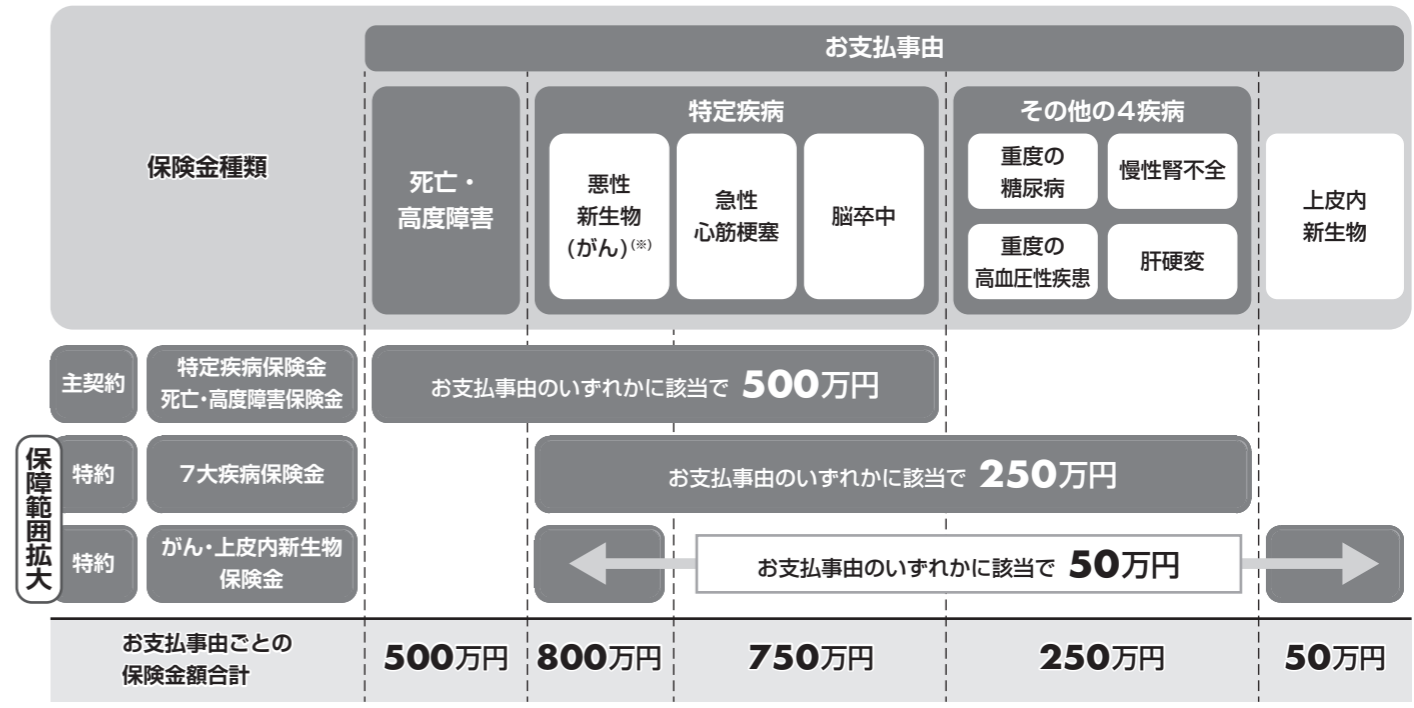 お支払事由
保険金種類
死亡・
高度障害
特定疾病
悪性
新生物
(がん)(※)
急性
心筋梗塞
脳卒中
その他の4疾病
重度の
糖尿病
慢性腎不全
重度の
高血圧性疾患
肝硬変
上皮内
新生物
保障範囲拡大
主契約
特定疾病保険金
死亡・高度障害保険金
お支払事由のいずれかに該当で 500万円
特約
7大疾病保険金
お支払事由のいずれかに該当で 250万円
特約
がん・上皮内新生物
保険金
お支払事由のいずれかに該当で 50万円
お支払事由ごとの
保険金額合計
500万円
800万円
750万円
250万円
50万円